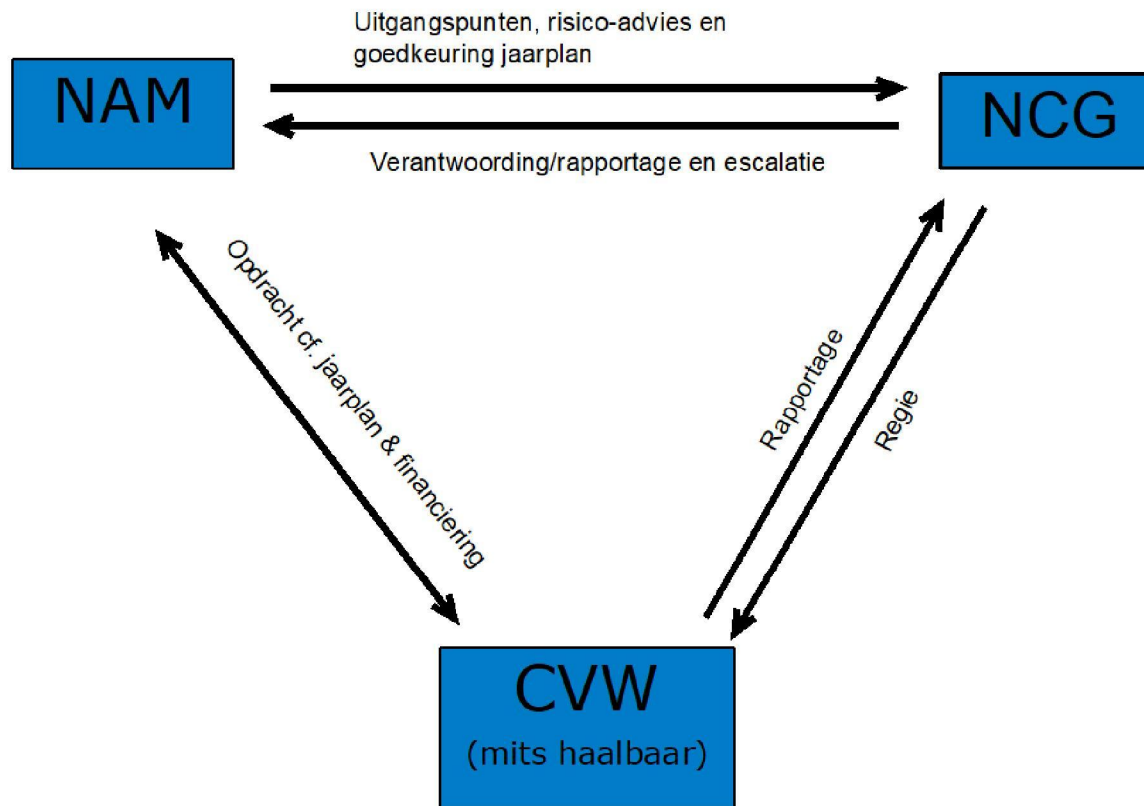 Uitgangspunten, risico-advies en
goedkeuring jaarplan
NAM
NCG
Verantwoording/rapportage en escalatie
Opdracht cf. jaarplan & financiering
Rapportage
Regie
CVW
(mits haalbaar)